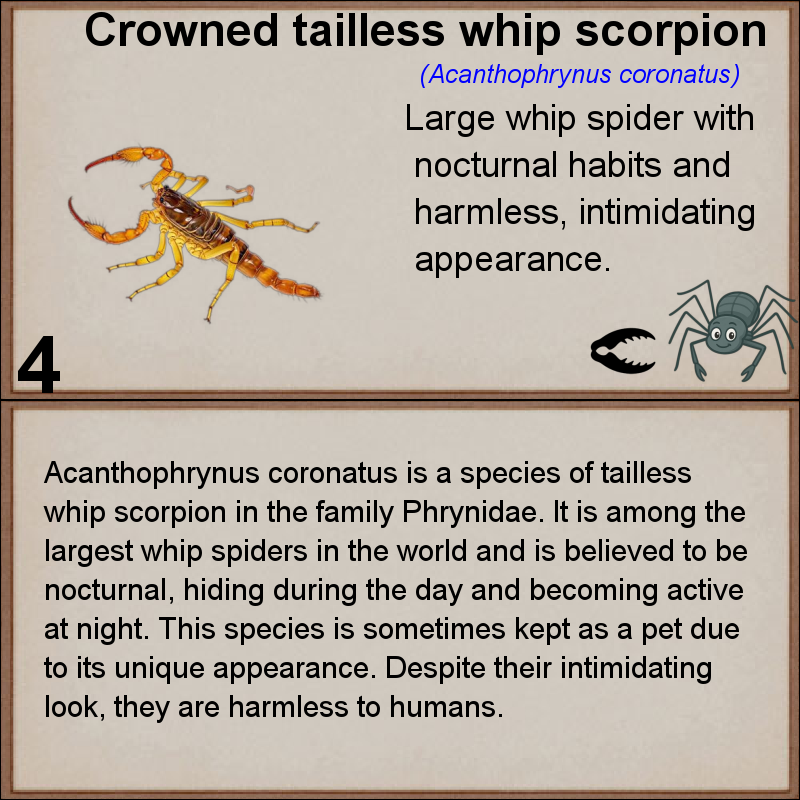 Crowned tailless whip scorpion
(Acanthophrynus coronatus)
Large whip spider with
nocturnal habits and
harmless, intimidating
appearance.
4
Acanthophrynus coronatus is a species of tailless
whip scorpion in the family Phrynidae. It is among the
largest whip spiders in the world and is believed to be
nocturnal, hiding during the day and becoming active
at night. This species is sometimes kept as a pet due
to its unique appearance. Despite their intimidating
look, they are harmless to humans.